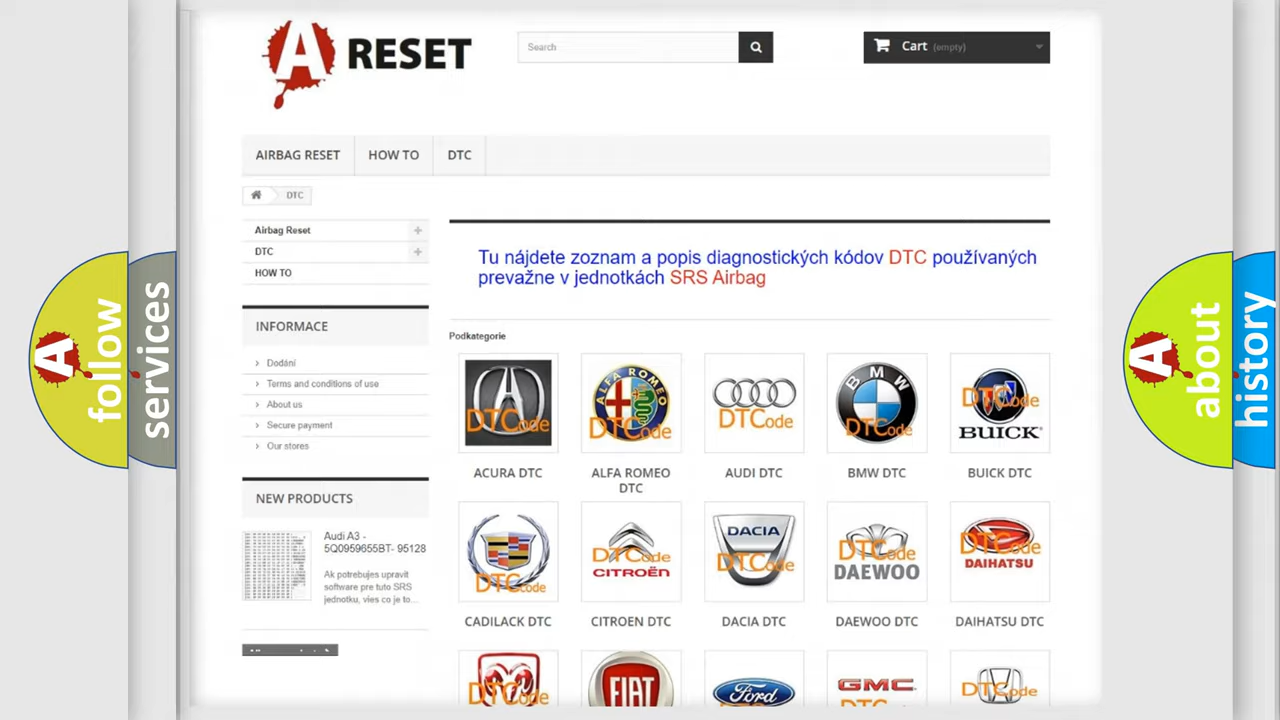 A RESET
Search
Cart (empty)
AIRBAG RESET
HOW TO
DTC
DTC
Airbag Reset
DTC
HOW TO
INFORMACE
Dodání
Terms and conditions of use
About us
Secure payment
Our stores
NEW PRODUCTS
Audi A3 -
5Q0959655BT- 95128
Ak potrebujes upravit
software pre tuto SRS
jednotku, vies co je to...
Tu nájdete zoznam a popis diagnostických kódov DTC používaných
prevažne v jednotkách SRS Airbag
Podkategorie
DTCode
ALFA ROMEO
DTCode
DTCode
BMW
DTCode
DTCode
BUICK
ACURA DTC
ALFA ROMEO
DTC
AUDI DTC
BMW DTC
BUICK DTC
DTCode
DTCode
CITROËN
DACIA
DTCode
DTCode
DAEWOO
DTCode
DAIHATSU
CADILACK DTC
CITROEN DTC
DACIA DTC
DAEWOO DTC
DAIHATSU DTC
DTCode
FIAT
Ford
GMC
DTCode
A follow
services
A about
history